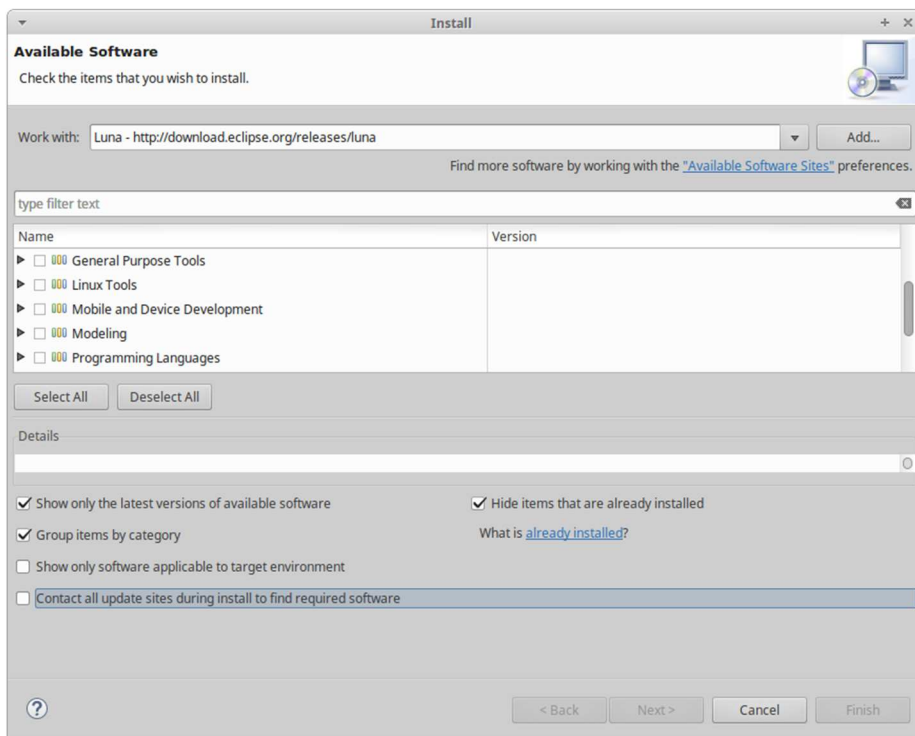 Install
Available Software
Check the items that you wish to install.
Work with: Luna - http://download.eclipse.org/releases/luna Add...
Find more software by working with the "Available Software Sites" preferences.
type filter text
Name Version
General Purpose Tools
Linux Tools
Mobile and Device Development
Modeling
Programming Languages
Select All Deselect All
Details
Show only the latest versions of available software Hide items that are already installed
Group items by category What is already installed?
Show only software applicable to target environment
Contact all update sites during install to find required software
? < Back Next > Cancel Finish